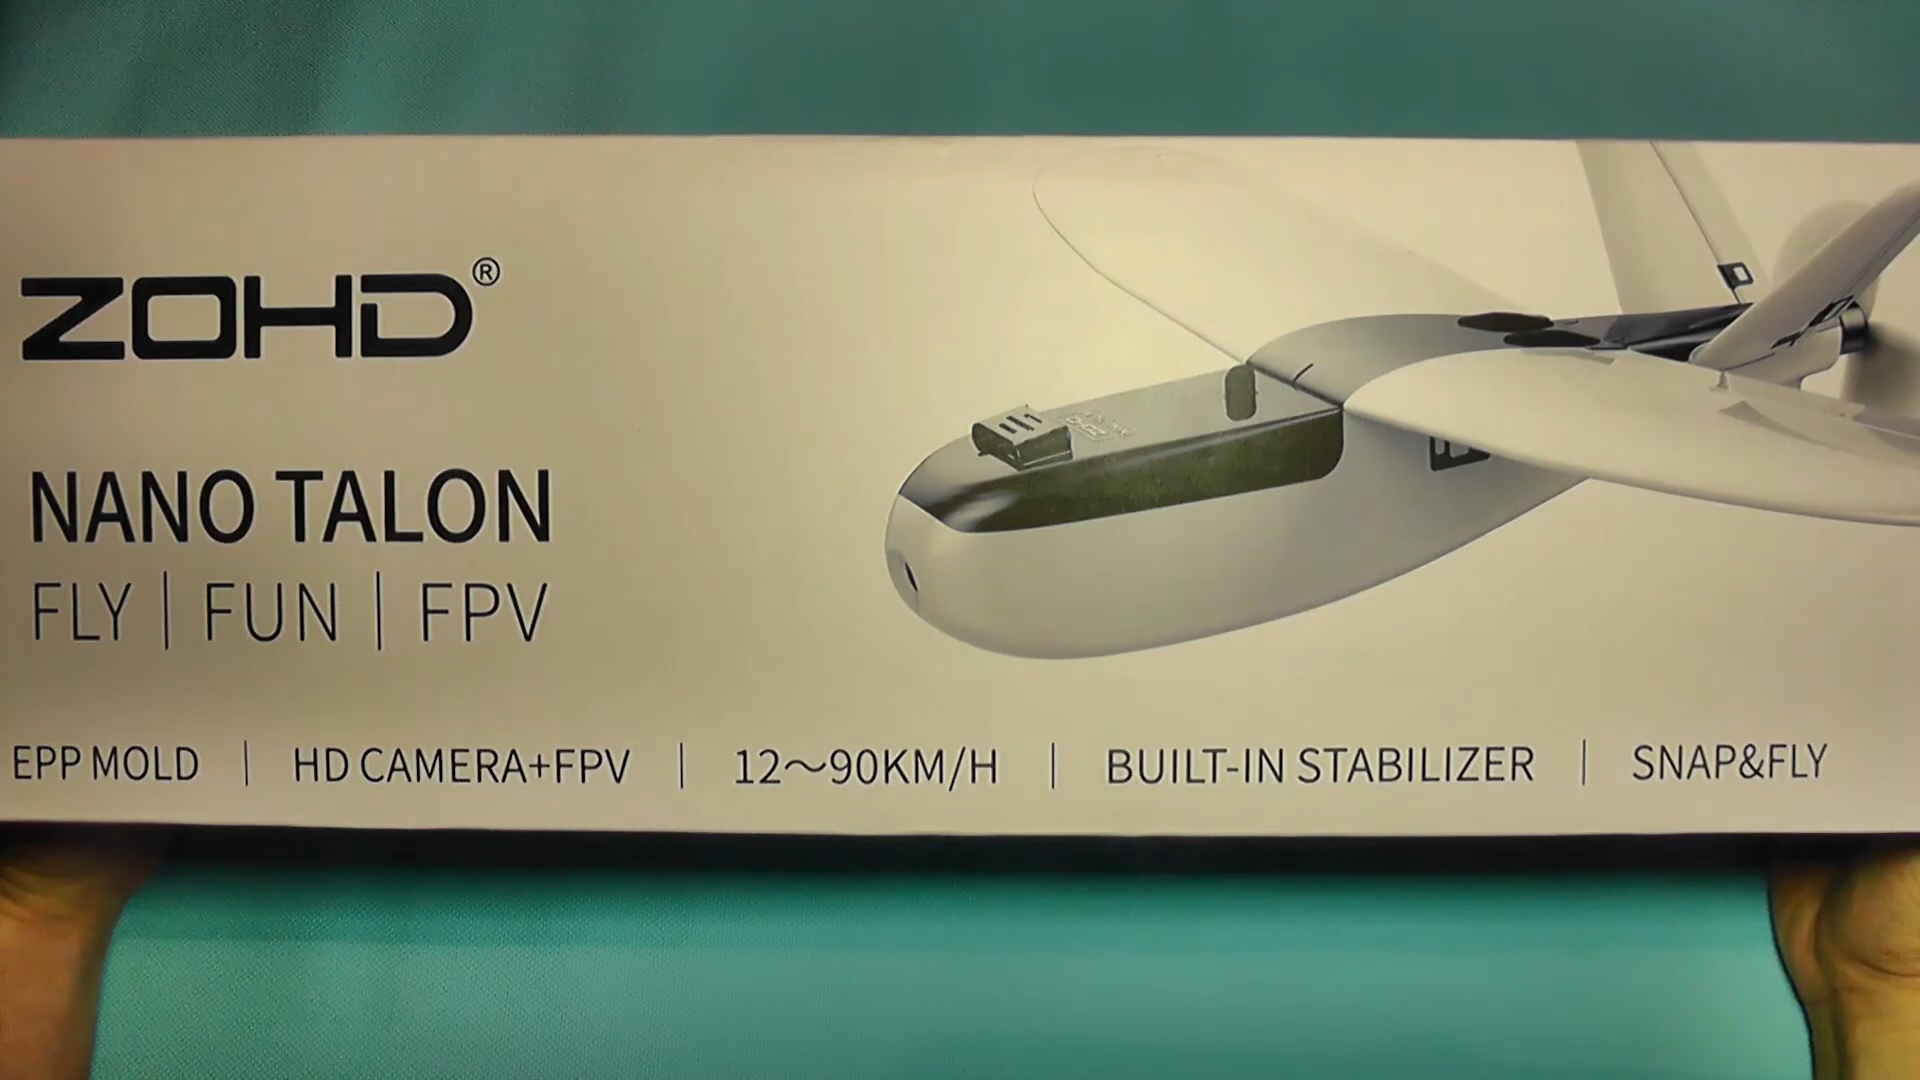 ZOHD®
NANO TALON
FLY | FUN | FPV
EPP MOLD | HD CAMERA+FPV | 12～90KM/H | BUILT-IN STABILIZER | SNAP&FLY